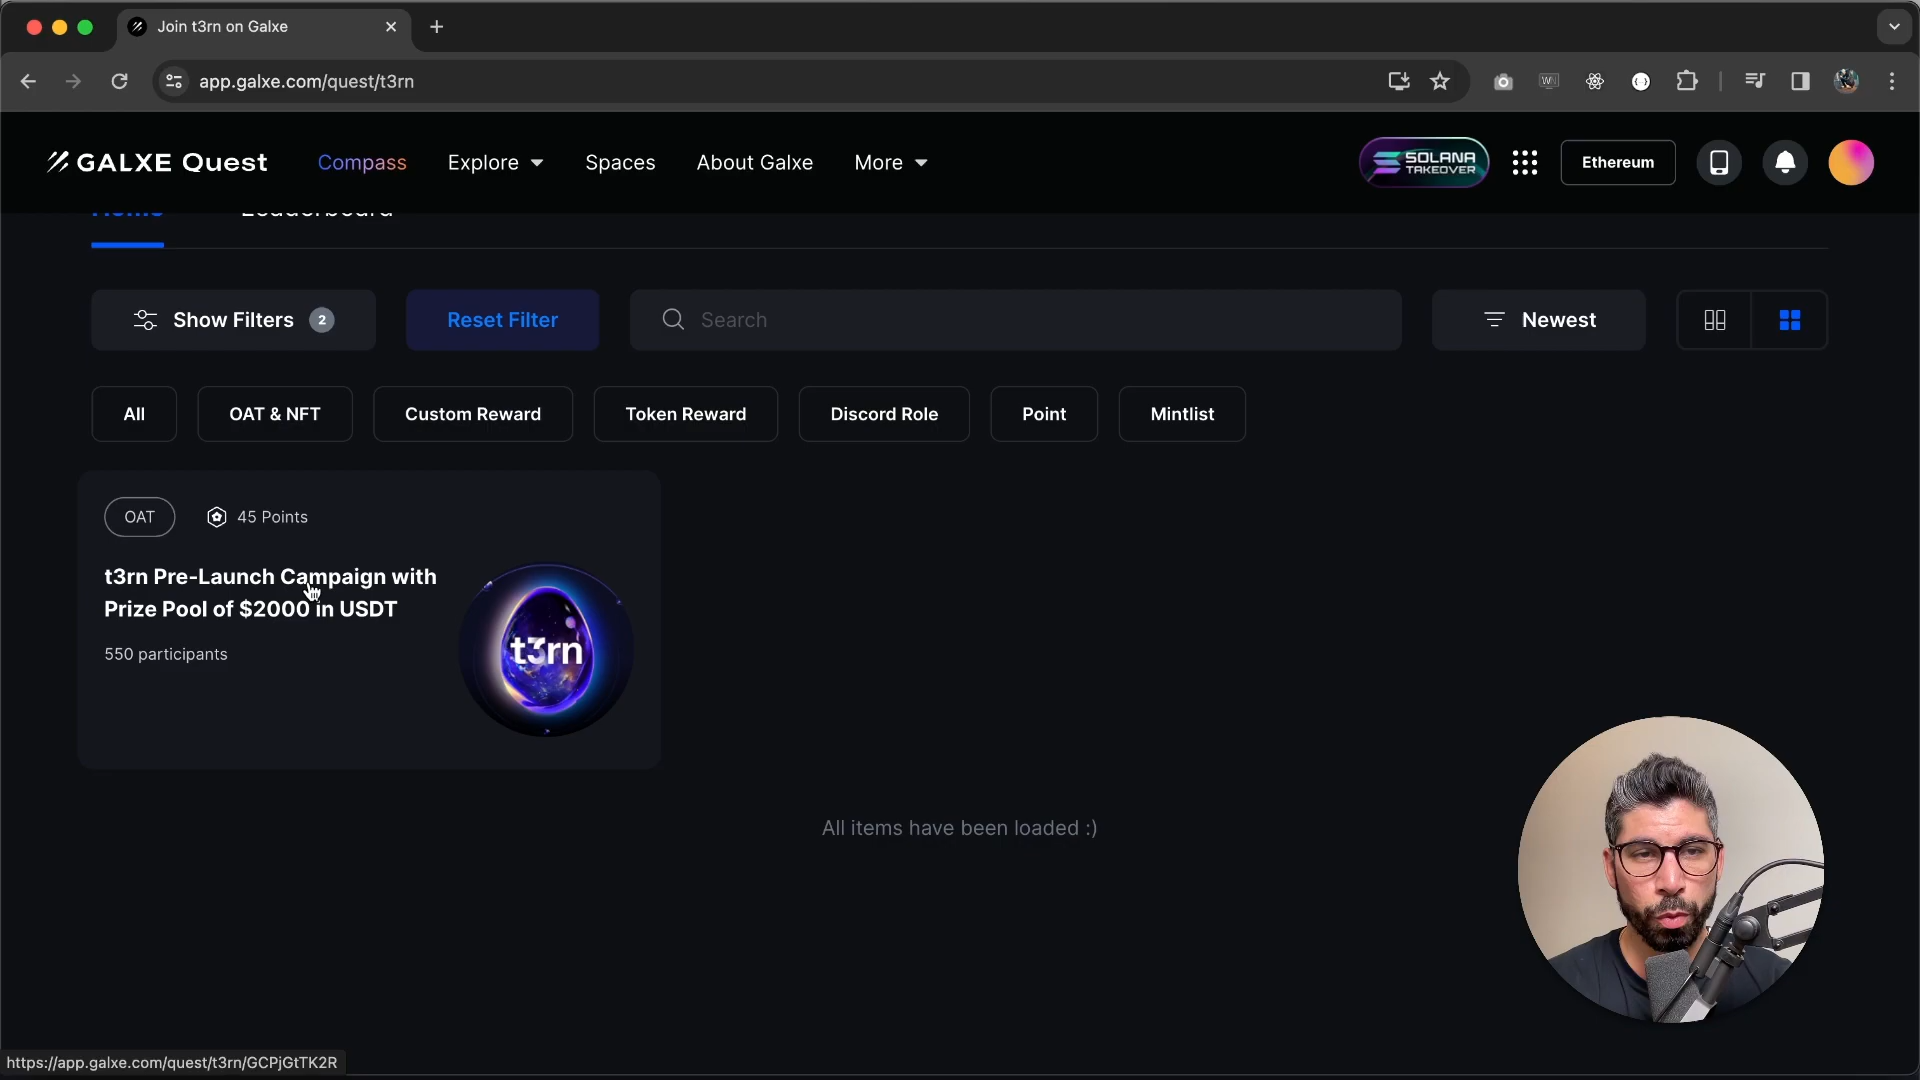 Join t3rn on Galxe
app.galxe.com/quest/t3rn
GALXE Quest
Compass
Explore
Spaces
About Galxe
More
SOLANA
TAKEOVER
Ethereum
Home
Leaderboard
Show Filters 2
Reset Filter
Search
Newest
All
OAT & NFT
Custom Reward
Token Reward
Discord Role
Point
Mintlist
OAT
45 Points
t3rn Pre-Launch Campaign with
Prize Pool of $2000 in USDT
550 participants
t3rn
All items have been loaded :)
https://app.galxe.com/quest/t3rn/GCPjGtTK2R